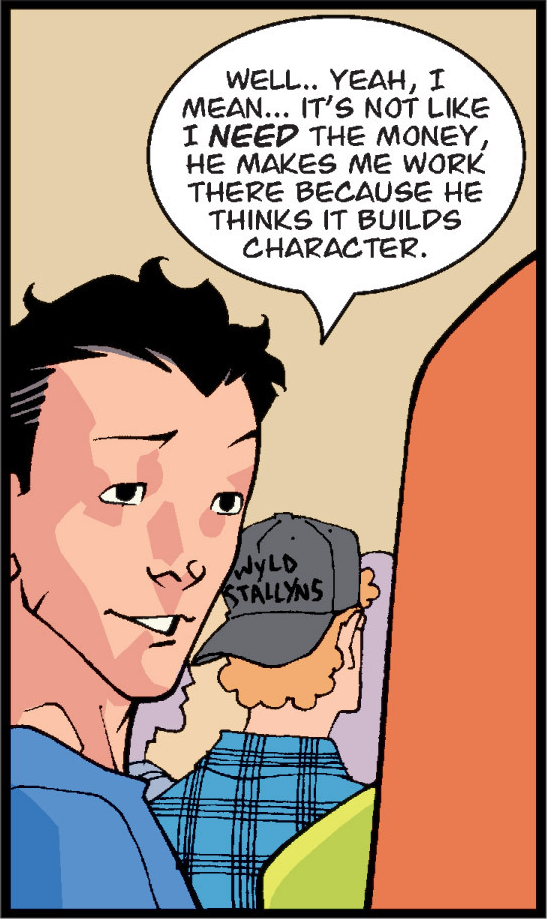 WELL.. YEAH, I
MEAN... IT'S NOT LIKE
I NEED THE MONEY,
HE MAKES ME WORK
THERE BECAUSE HE
THINKS IT BUILDS
CHARACTER.
WYLD
STALLYNS